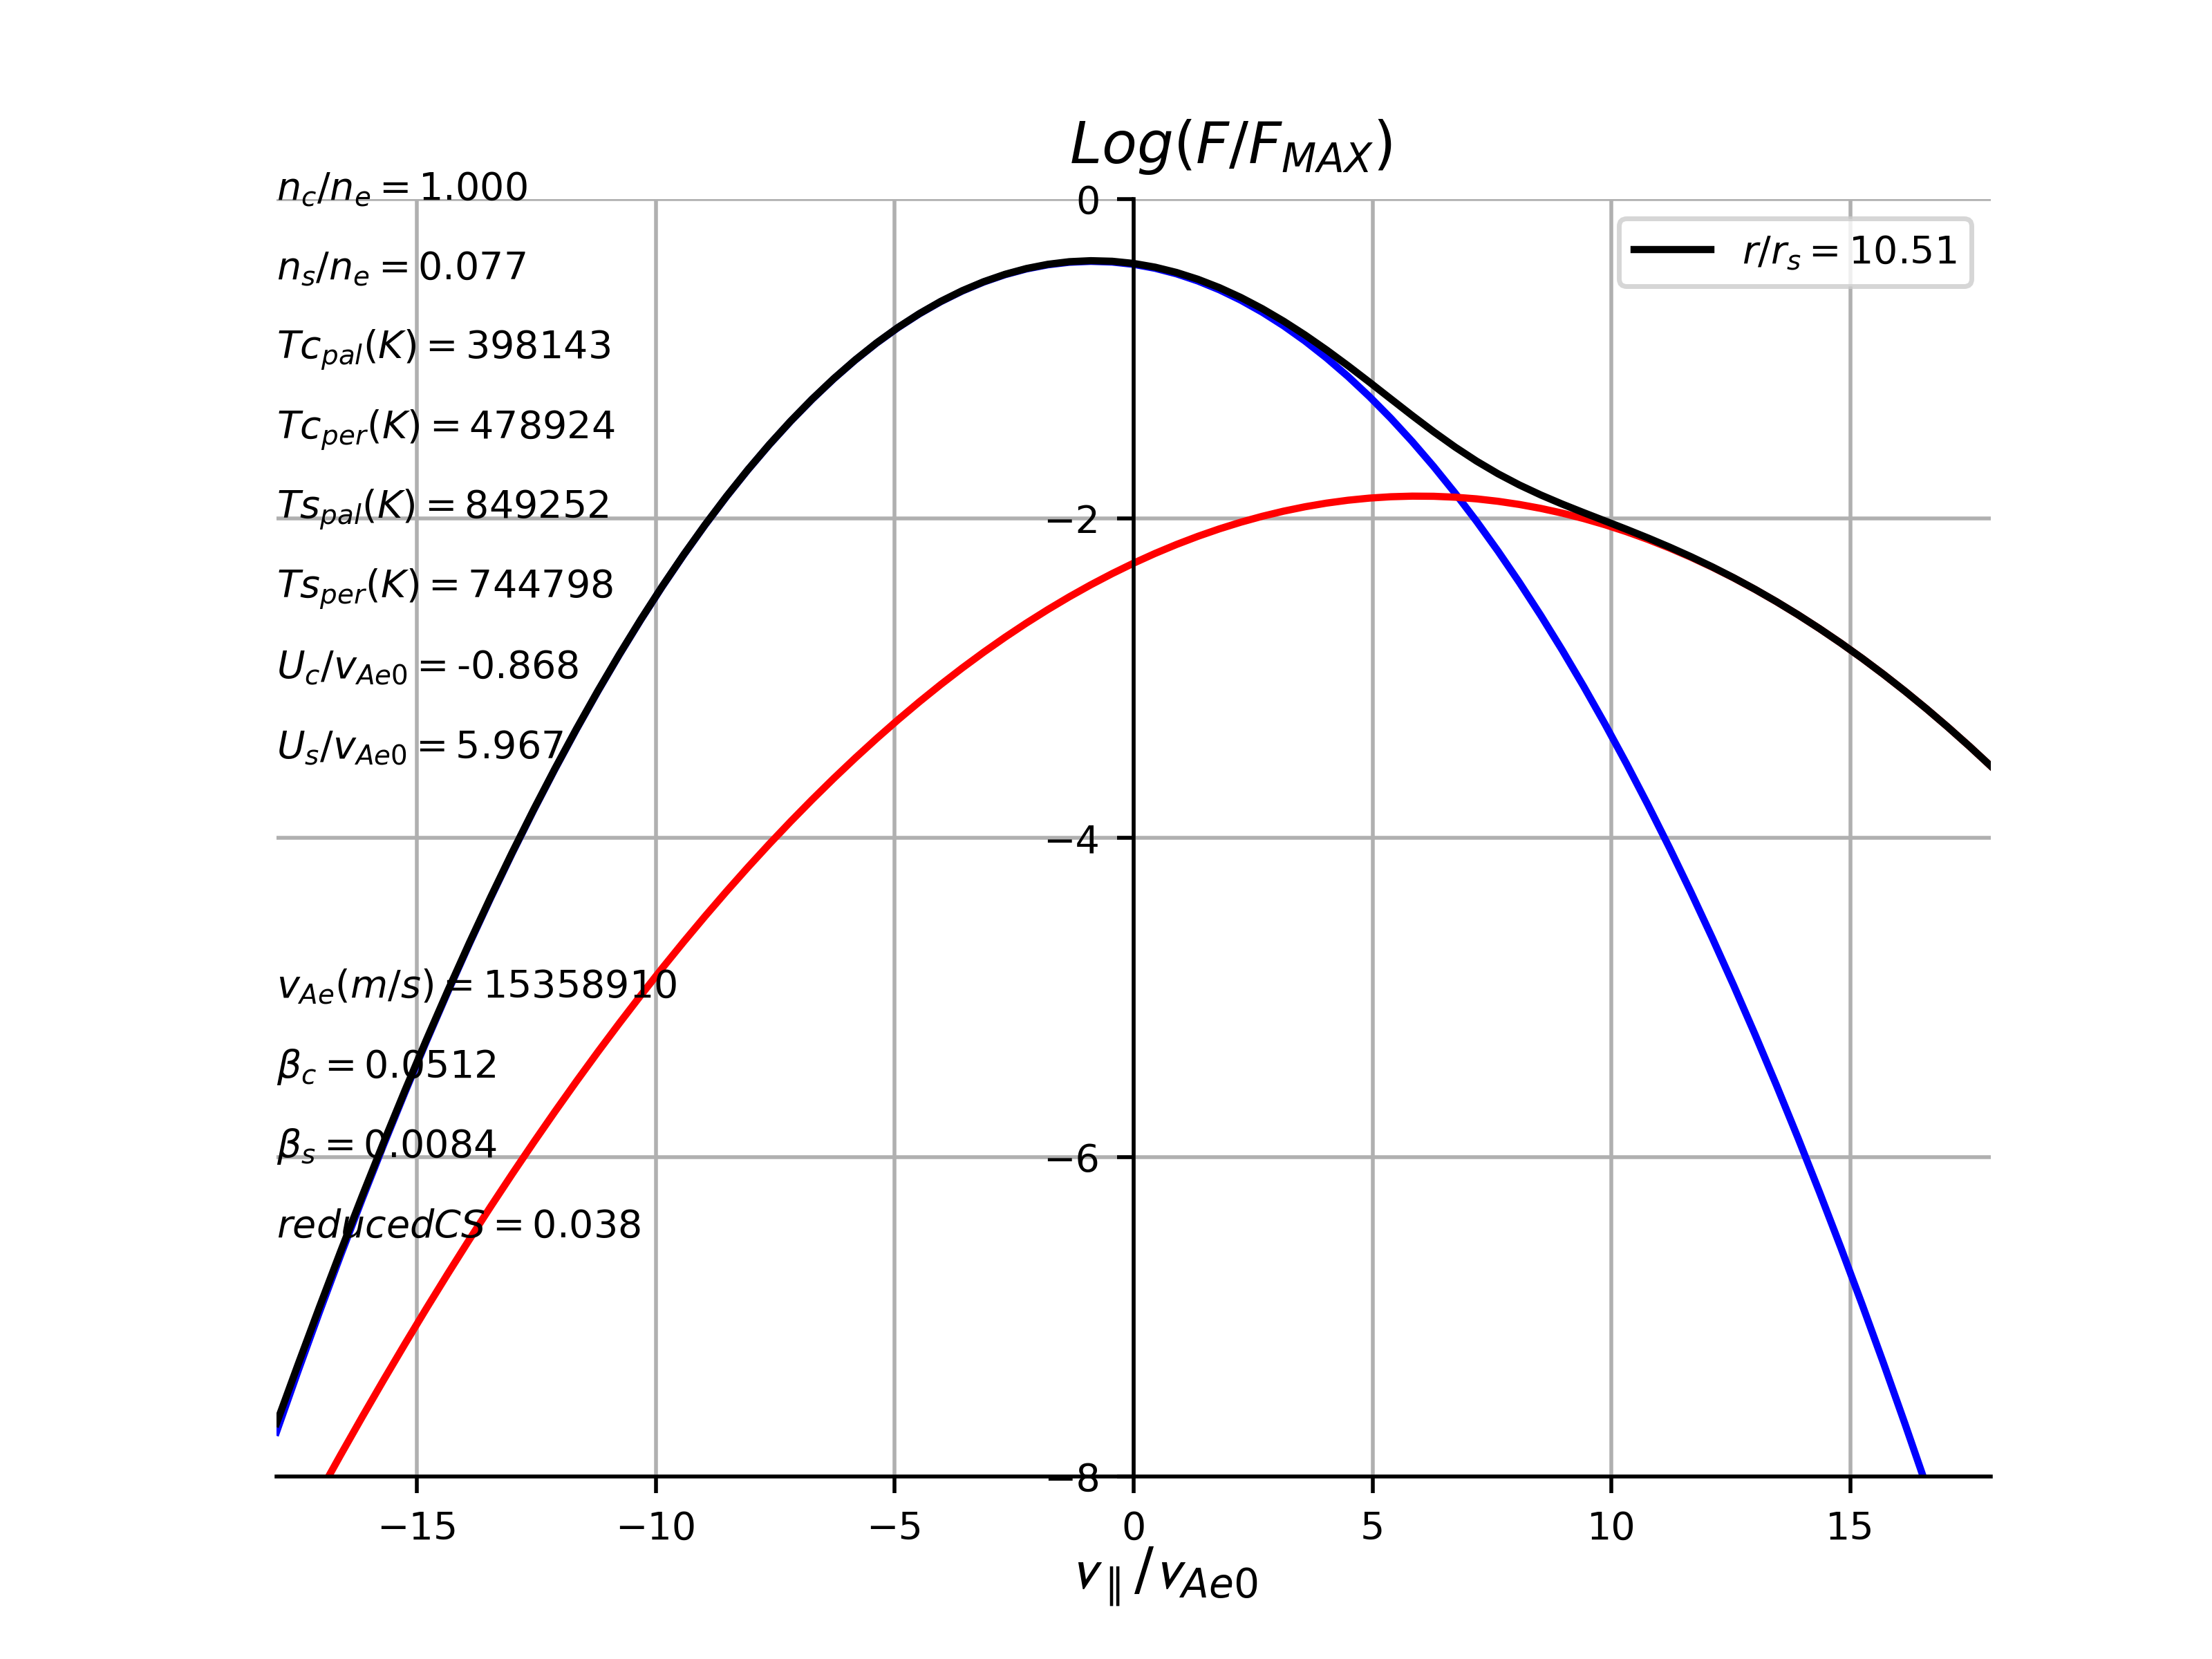 Log(F/F_MAX)
n_c/n_e = 1.000
n_s/n_e = 0.077
Tc_pal(K) = 398143
Tc_per(K) = 478924
Ts_pal(K) = 849252
Ts_per(K) = 744798
U_c/v_Ae0 = -0.868
U_s/v_Ae0 = 5.967
v_Ae(m/s) = 15358910
β_c = 0.0512
β_s = 0.0084
reducedCS = 0.038
r/r_s = 10.51
0
−2
−4
−6
−8
−15 −10 −5 0 5 10 15
v_∥/v_Ae0